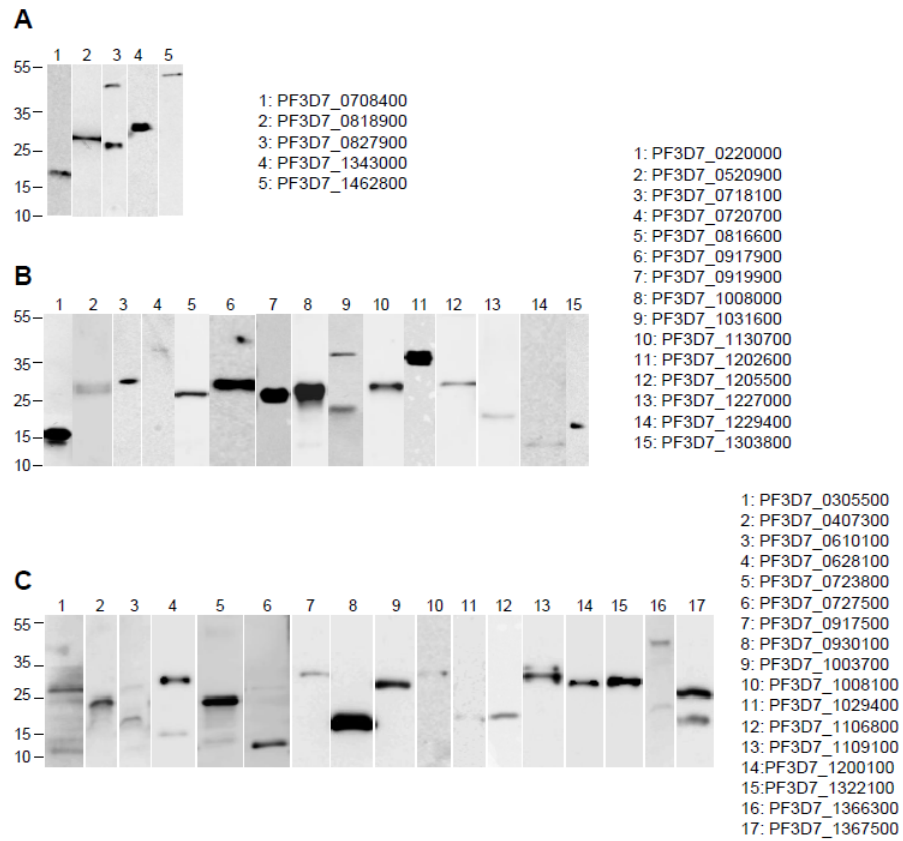 A
1 2 3 4 5
55
35
25
15
10
1: PF3D7_0708400
2: PF3D7_0818900
3: PF3D7_0827900
4: PF3D7_1343000
5: PF3D7_1462800
B
1 2 3 4 5 6 7 8 9 10 11 12 13 14 15
55
35
25
15
10
1: PF3D7_0220000
2: PF3D7_0520900
3: PF3D7_0718100
4: PF3D7_0720700
5: PF3D7_0816600
6: PF3D7_0917900
7: PF3D7_0919900
8: PF3D7_1008000
9: PF3D7_1031600
10: PF3D7_1130700
11: PF3D7_1202600
12: PF3D7_1205500
13: PF3D7_1227000
14: PF3D7_1229400
15: PF3D7_1303800
C
1 2 3 4 5 6 7 8 9 10 11 12 13 14 15 16 17
55
35
25
15
10
1: PF3D7_0305500
2: PF3D7_0407300
3: PF3D7_0610100
4: PF3D7_0628100
5: PF3D7_0723800
6: PF3D7_0727500
7: PF3D7_0917500
8: PF3D7_0930100
9: PF3D7_1003700
10: PF3D7_1008100
11: PF3D7_1029400
12: PF3D7_1106800
13: PF3D7_1109100
14:PF3D7_1200100
15:PF3D7_1322100
16: PF3D7_1366300
17: PF3D7_1367500